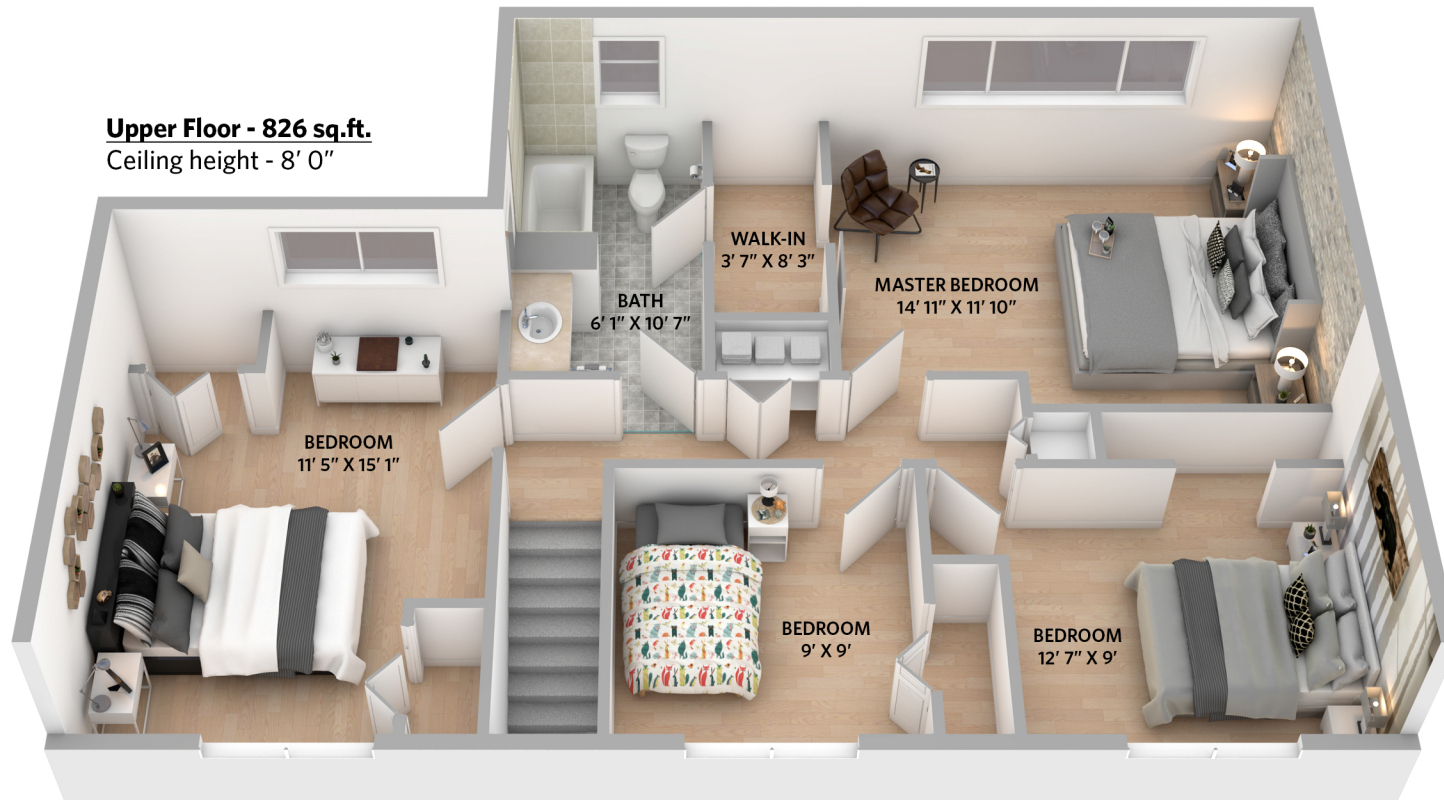 Upper Floor - 826 sq.ft.
Ceiling height - 8’ 0”
WALK-IN
3’ 7” X 8’ 3”
MASTER BEDROOM
14’ 11” X 11’ 10”
BATH
6’ 1” X 10’ 7”
BEDROOM
11’ 5” X 15’ 1”
BEDROOM
9’ X 9’
BEDROOM
12’ 7” X 9’